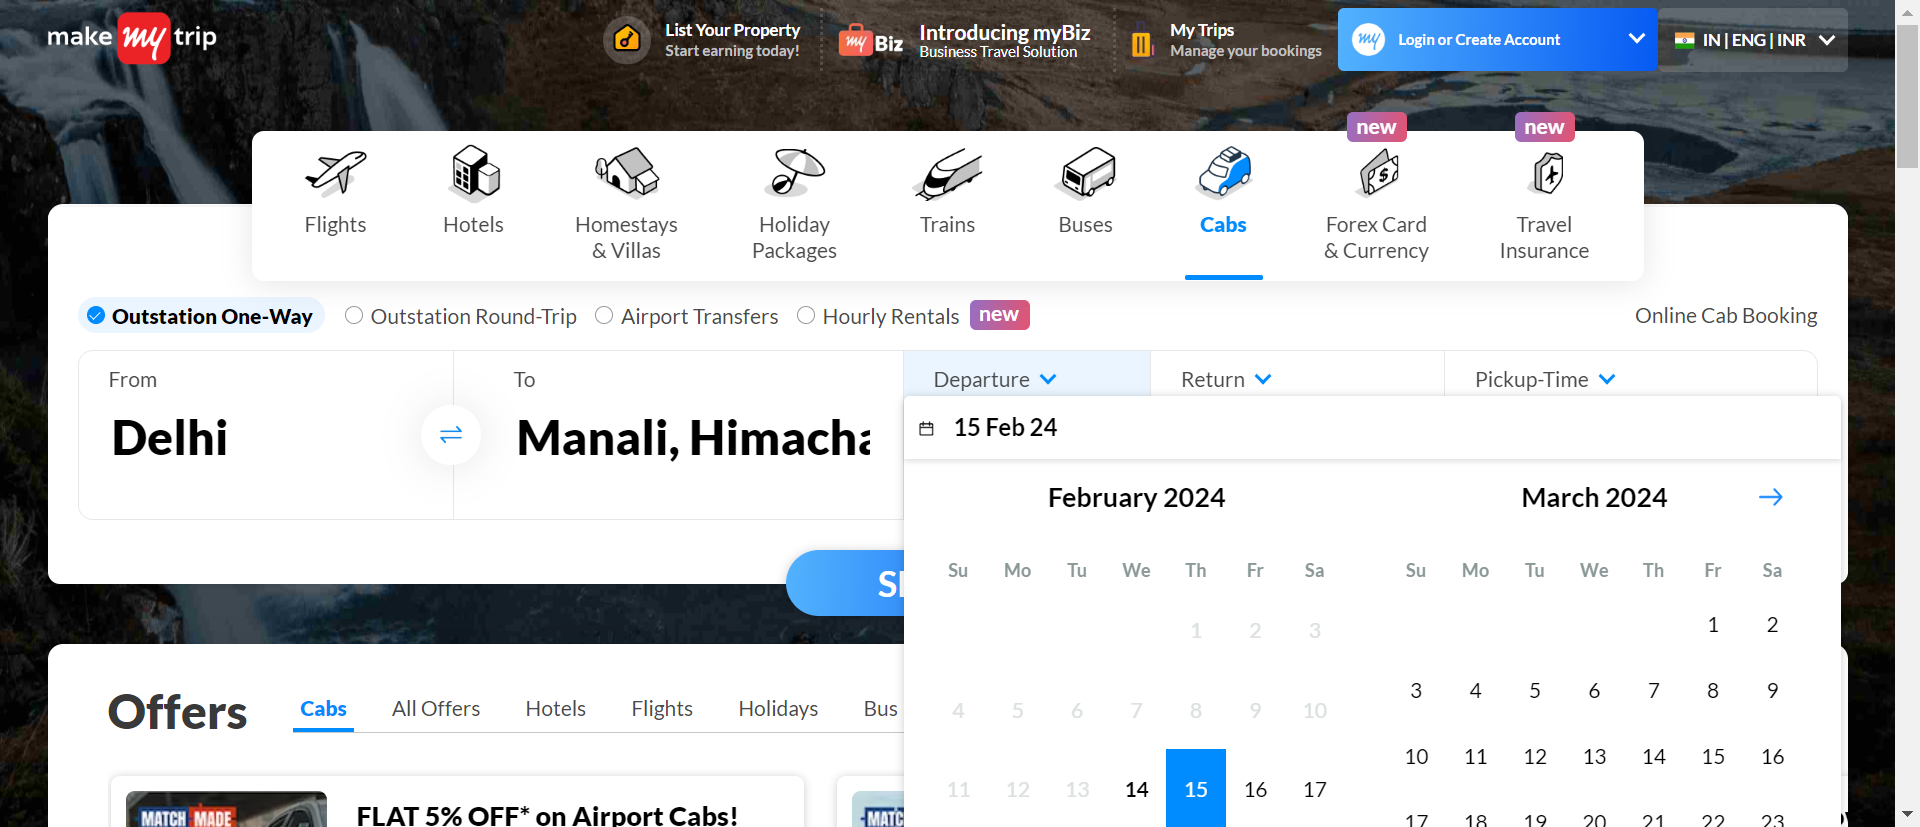 make my trip
List Your Property
Start earning today!
my Biz
Introducing myBiz
Business Travel Solution
My Trips
Manage your bookings
my
Login or Create Account
IN | ENG | INR
new
new
Flights
Hotels
Homestays
& Villas
Holiday
Packages
Trains
Buses
Cabs
Forex Card
& Currency
Travel
Insurance
Outstation One-Way
Outstation Round-Trip
Airport Transfers
Hourly Rentals
new
Online Cab Booking
From
Delhi
To
Manali, Himacha
Departure
Return
Pickup-Time
15 Feb 24
February 2024
March 2024
Su Mo Tu We Th Fr Sa
Su Mo Tu We Th Fr Sa
1 2 3
1 2
4 5 6 7 8 9 10
3 4 5 6 7 8 9
11 12 13 14 15 16 17
10 11 12 13 14 15 16
17 18 19 20 21 22 23
Offers
Cabs
All Offers
Hotels
Flights
Holidays
Bus
MATCH MADE
FLAT 5% OFF* on Airport Cabs!
MATC